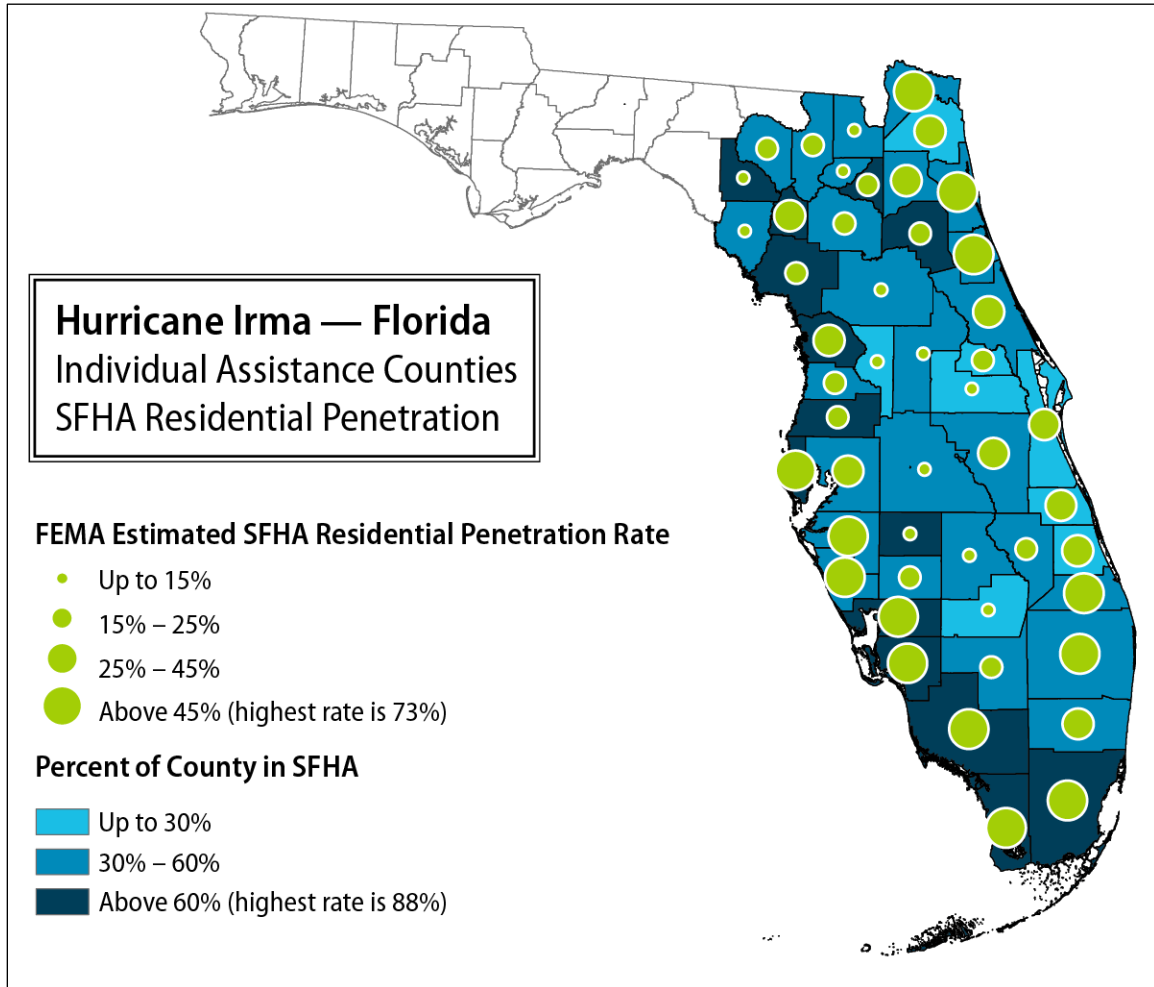 Hurricane Irma — Florida
Individual Assistance Counties
SFHA Residential Penetration
FEMA Estimated SFHA Residential Penetration Rate
Up to 15%
15% – 25%
25% – 45%
Above 45% (highest rate is 73%)
Percent of County in SFHA
Up to 30%
30% – 60%
Above 60% (highest rate is 88%)